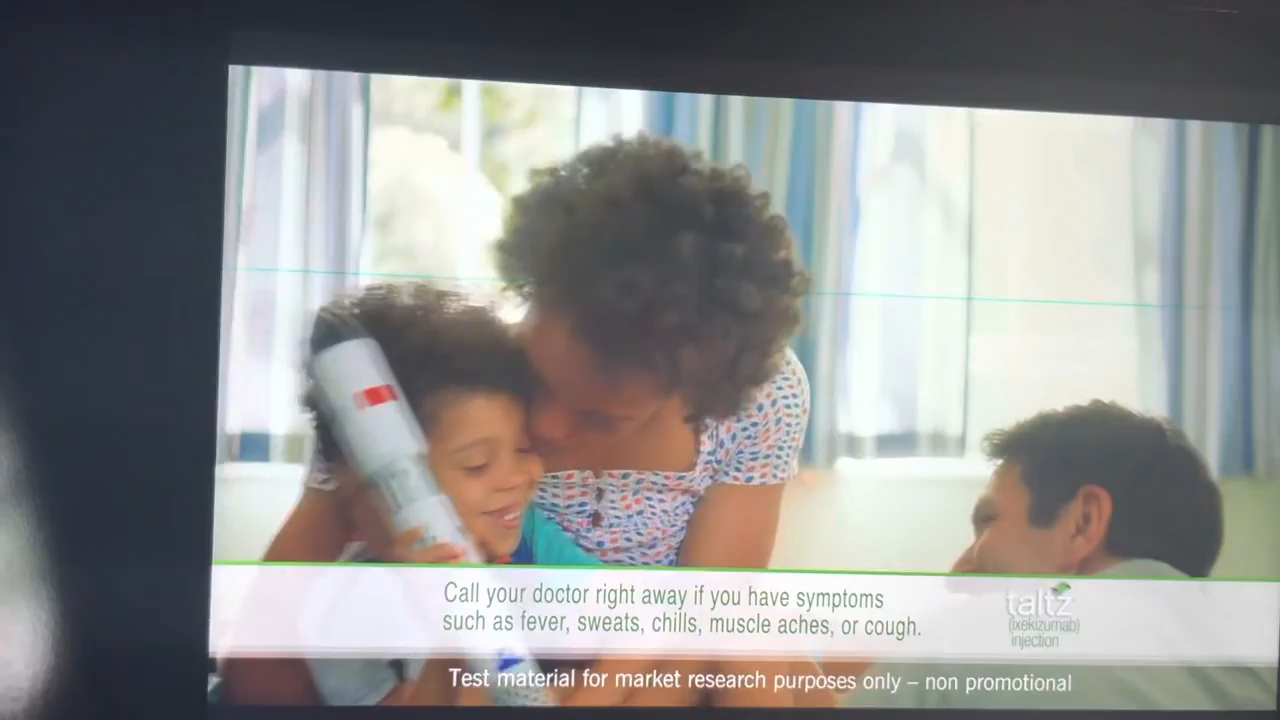 Call your doctor right away if you have symptoms
such as fever, sweats, chills, muscle aches, or cough.
taltz
(ixekizumab)
injection
Test material for market research purposes only – non promotional